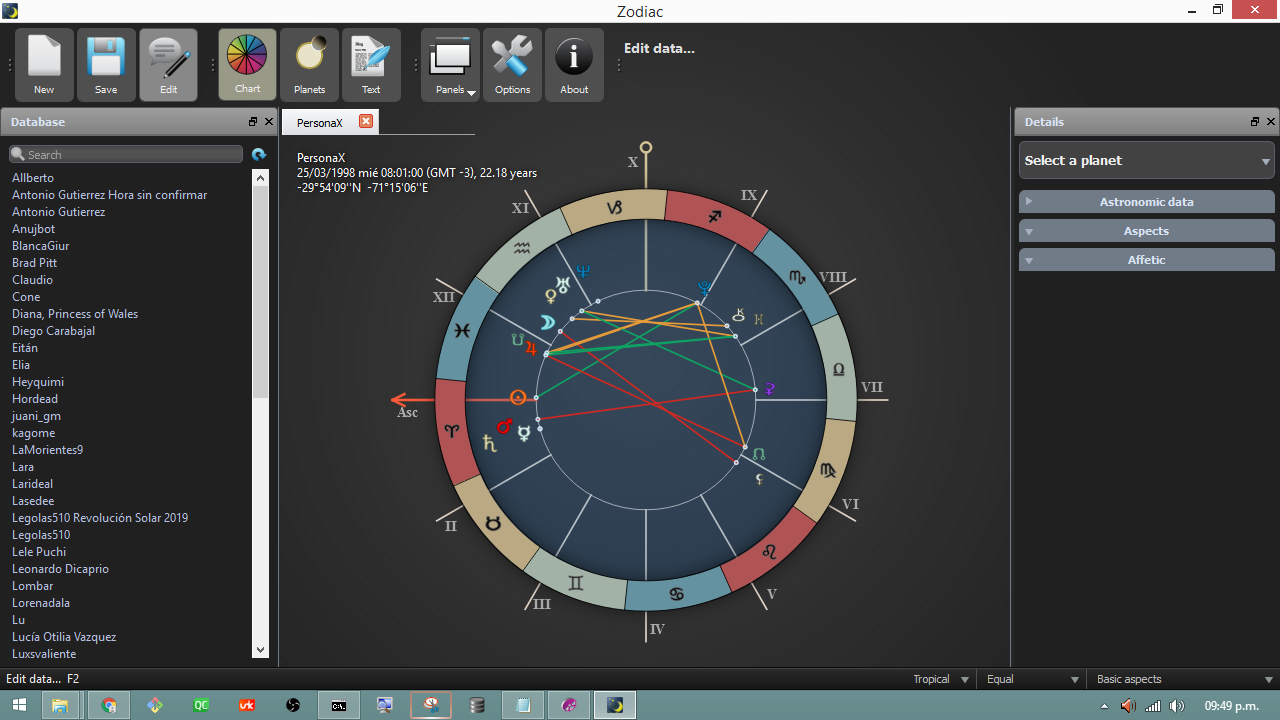 Zodiac
New
Save
Edit
Chart
Planets
Text
Panels
Options
About
Edit data...
Database
Search
Allberto
Antonio Gutierrez Hora sin confirmar
Antonio Gutierrez
Anujbot
BlancaGiur
Brad Pitt
Claudio
Cone
Diana, Princess of Wales
Diego Carabajal
Eitán
Elia
Heyquimi
Hordead
juani_gm
kagome
LaMorientes9
Lara
Larideal
Lasedee
Legolas510 Revolución Solar 2019
Legolas510
Lele Puchi
Leonardo Dicaprio
Lombar
Lorenadala
Lu
Lucía Otilia Vazquez
Luxsvaliente
PersonaX
PersonaX
25/03/1998 mié 08:01:00 (GMT -3), 22.18 years
-29°54'09''N -71°15'06''E
X
IX
XI
VIII
XII
VII
Asc
VI
II
V
III
IV
Details
Select a planet
Astronomic data
Aspects
Affetic
Edit data... F2
Tropical
Equal
Basic aspects
QC
09:49 p.m.